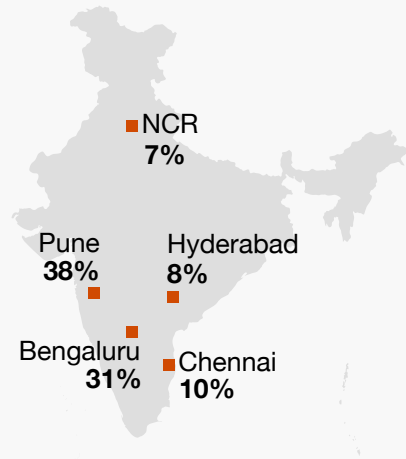 NCR
7%
Pune
38%
Hyderabad
8%
Bengaluru
31%
Chennai
10%